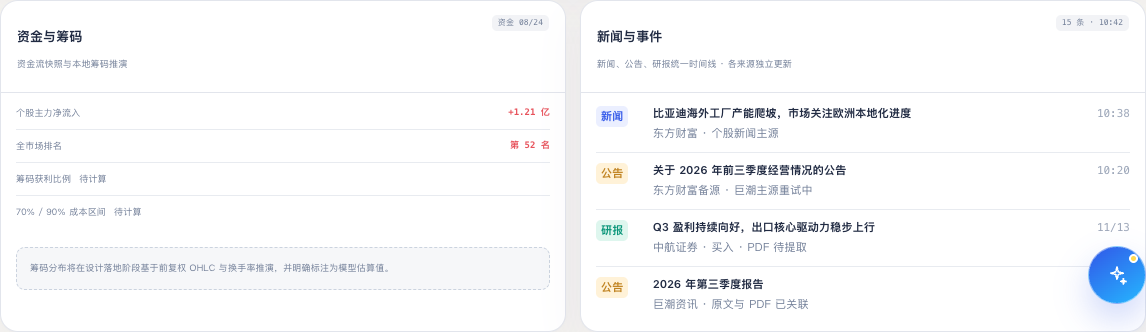 资金 08/24
资金与筹码
资金流快照与本地筹码推演
个股主力净流入 +1.21 亿
全市场排名 第 52 名
筹码获利比例 待计算
70% / 90% 成本区间 待计算
筹码分布将在设计落地阶段基于前复权 OHLC 与换手率推演，并明确标注为模型估算值。
15 条 · 10:42
新闻与事件
新闻、公告、研报统一时间线 · 各来源独立更新
新闻 比亚迪海外工厂产能爬坡，市场关注欧洲本地化进度 10:38
东方财富 · 个股新闻主源
公告 关于 2026 年前三季度经营情况的公告 10:20
东方财富备源 · 巨潮主源重试中
研报 Q3 盈利持续向好，出口核心驱动力稳步上行 11/13
中航证券 · 买入 · PDF 待提取
公告 2026 年第三季度报告
巨潮资讯 · 原文与 PDF 已关联